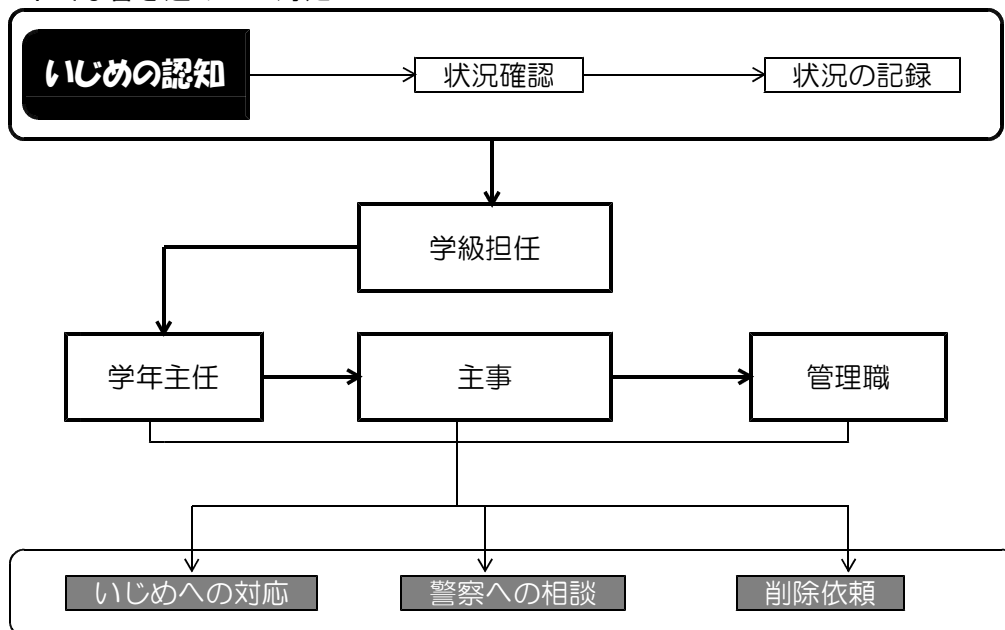 いじめの認知
状況確認
状況の記録
学級担任
学年主任
主事
管理職
いじめへの対応
警察への相談
削除依頼